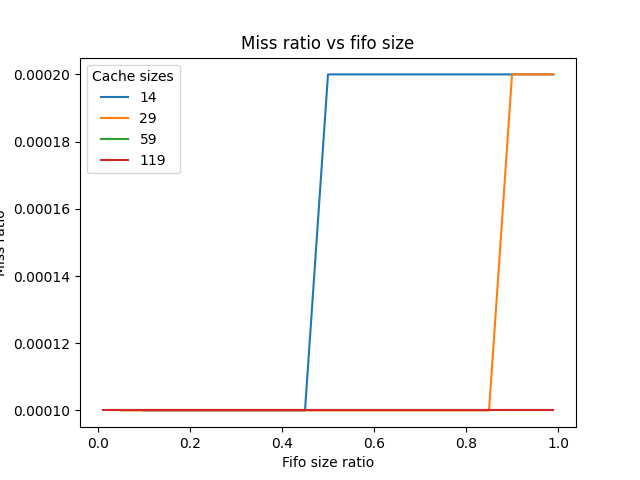 Miss ratio vs fifo size
Cache sizes
14
29
59
119
0.00020
0.00018
0.00016
0.00014
0.00012
0.00010
Miss ratio
0.0 0.2 0.4 0.6 0.8 1.0
Fifo size ratio